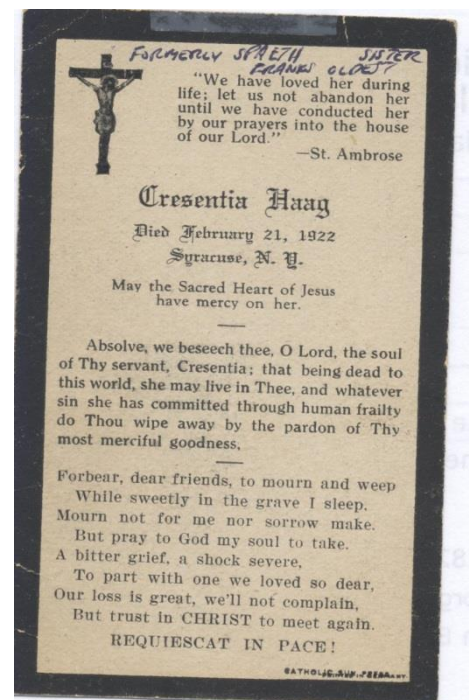 FORMERLY SPAETH SISTER
FRANKS OLDEST
"We have loved her during
life; let us not abandon her
until we have conducted her
by our prayers into the house
of our Lord."
—St. Ambrose
Cresentia Haag
Died February 21, 1922
Syracuse, N. Y.
May the Sacred Heart of Jesus
have mercy on her.
Absolve, we beseech thee, O Lord, the soul
of Thy servant, Cresentia; that being dead to
this world, she may live in Thee, and whatever
sin she has committed through human frailty
do Thou wipe away by the pardon of Thy
most merciful goodness.
Forbear, dear friends, to mourn and weep
While sweetly in the grave I sleep.
Mourn not for me nor sorrow make.
But pray to God my soul to take.
A bitter grief, a shock severe,
To part with one we loved so dear,
Our loss is great, we'll not complain,
But trust in CHRIST to meet again.
REQUIESCAT IN PACE!
CATHOLIC SUN PRESS